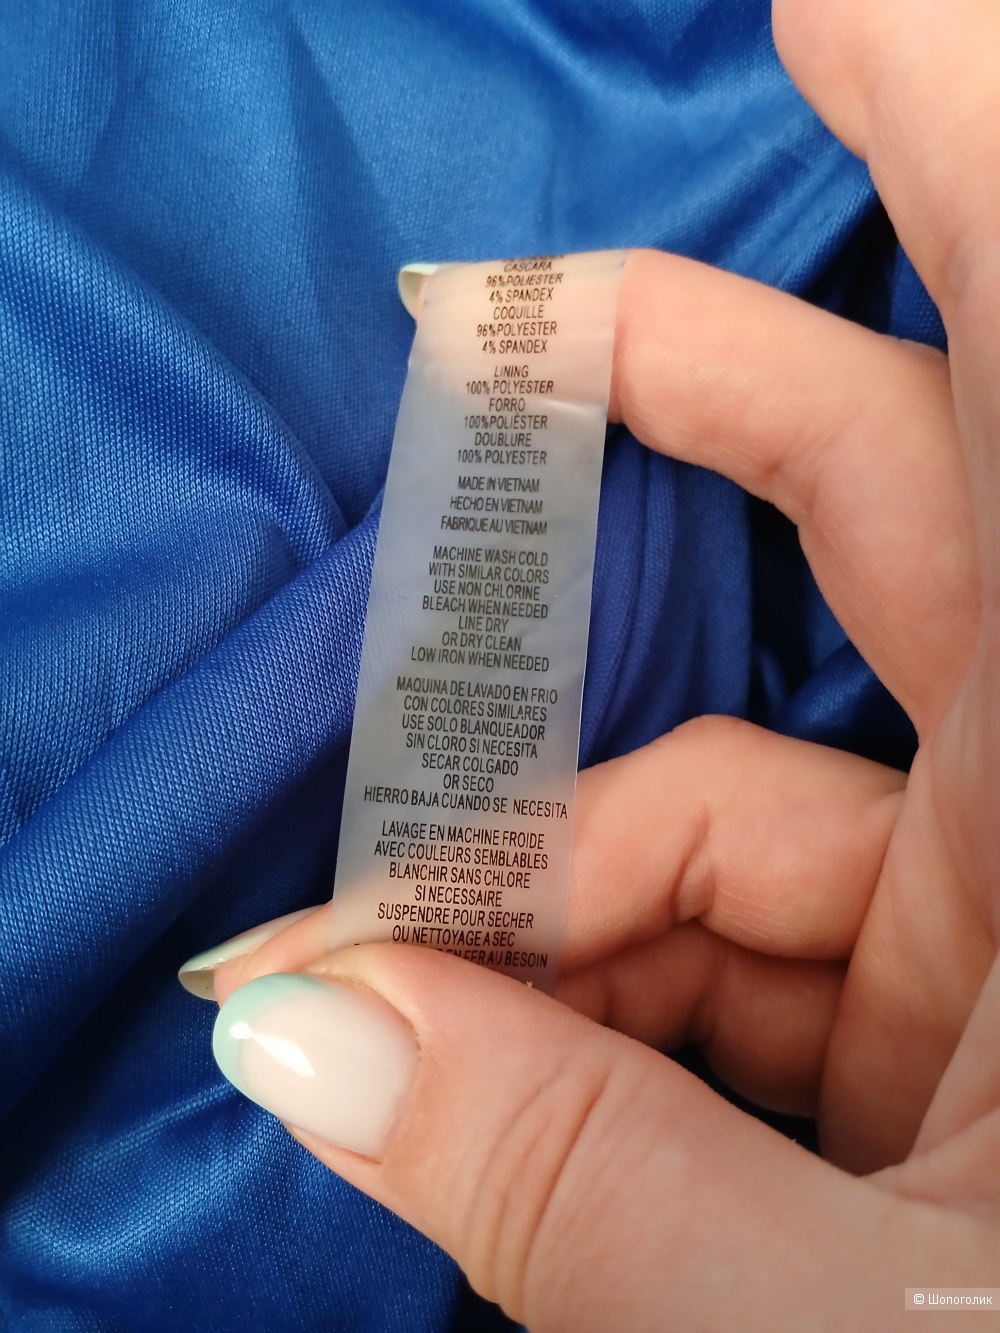 CASCARA
96%POLIESTER
4% SPANDEX
COQUILLE
96%POLYESTER
4% SPANDEX
LINING
100% POLYESTER
FORRO
100%POLIÉSTER
DOUBLURE
100% POLYESTER
MADE IN VIETNAM
HECHO EN VIETNAM
FABRIQUE AU VIETNAM
MACHINE WASH COLD
WITH SIMILAR COLORS
USE NON CHLORINE
BLEACH WHEN NEEDED
LINE DRY
OR DRY CLEAN
LOW IRON WHEN NEEDED
MAQUINA DE LAVADO EN FRIO
CON COLORES SIMILARES
USE SOLO BLANQUEADOR
SIN CLORO SI NECESITA
SECAR COLGADO
OR SECO
HIERRO BAJA CUANDO SE NECESITA
LAVAGE EN MACHINE FROIDE
AVEC COULEURS SEMBLABLES
BLANCHIR SANS CHLORE
SI NECESSAIRE
SUSPENDRE POUR SECHER
OU NETTOYAGE A SEC
EN FER AU BESOIN
© Шопоголик